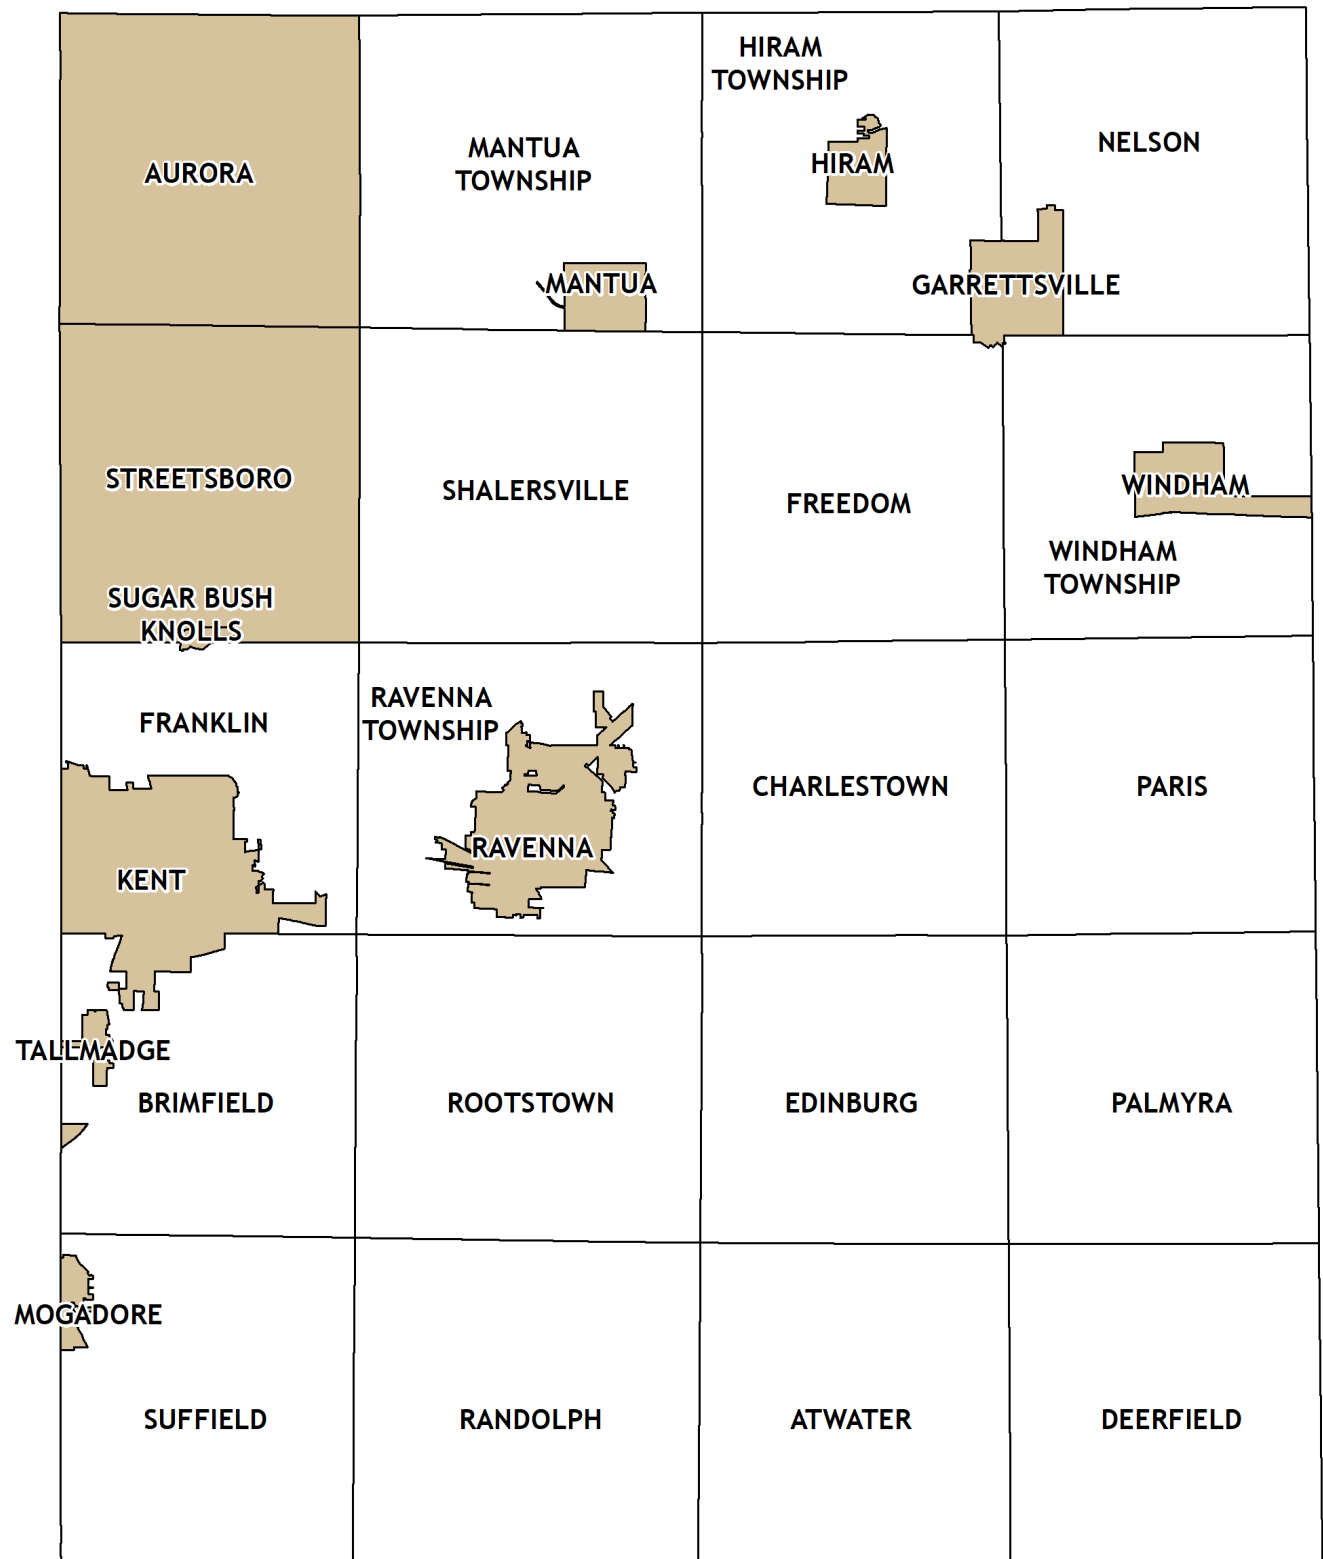 HIRAM
TOWNSHIP
AURORA
MANTUA
TOWNSHIP
HIRAM
NELSON
MANTUA
GARRETTSVILLE
STREETSBORO
SHALERSVILLE
FREEDOM
WINDHAM
WINDHAM
TOWNSHIP
SUGAR BUSH
KNOLLS
FRANKLIN
RAVENNA
TOWNSHIP
CHARLESTOWN
PARIS
KENT
RAVENNA
TALLMADGE
BRIMFIELD
ROOTSTOWN
EDINBURG
PALMYRA
MOGADORE
SUFFIELD
RANDOLPH
ATWATER
DEERFIELD